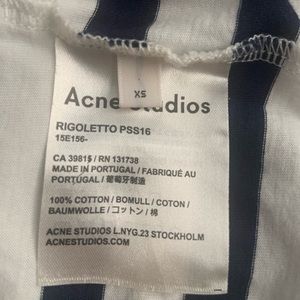 XS
Acne Studios
RIGOLETTO PSS16
15E156-
CA 39815 / RN 131738
MADE IN PORTUGAL / FABRIQUÉ AU
PORTUGAL / 葡萄牙制造
100% COTTON / BOMULL / COTON /
BAUMWOLLE / コットン / 棉
ACNE STUDIOS L.NYG.23 STOCKHOLM
ACNESTUDIOS.COM